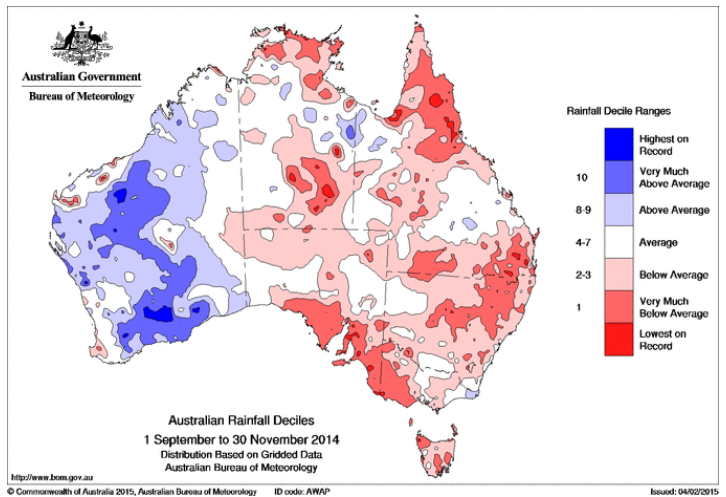 Australian Government
Bureau of Meteorology
Rainfall Decile Ranges
Highest on
Record
10
Very Much
Above Average
8-9
Above Average
4-7
Average
2-3
Below Average
1
Very Much
Below Average
Lowest on
Record
Australian Rainfall Deciles
1 September to 30 November 2014
Distribution Based on Gridded Data
Australian Bureau of Meteorology
http://www.bom.gov.au
© Commonwealth of Australia 2015, Australian Bureau of Meteorology
ID code: AWAP
Issued: 04/02/2015